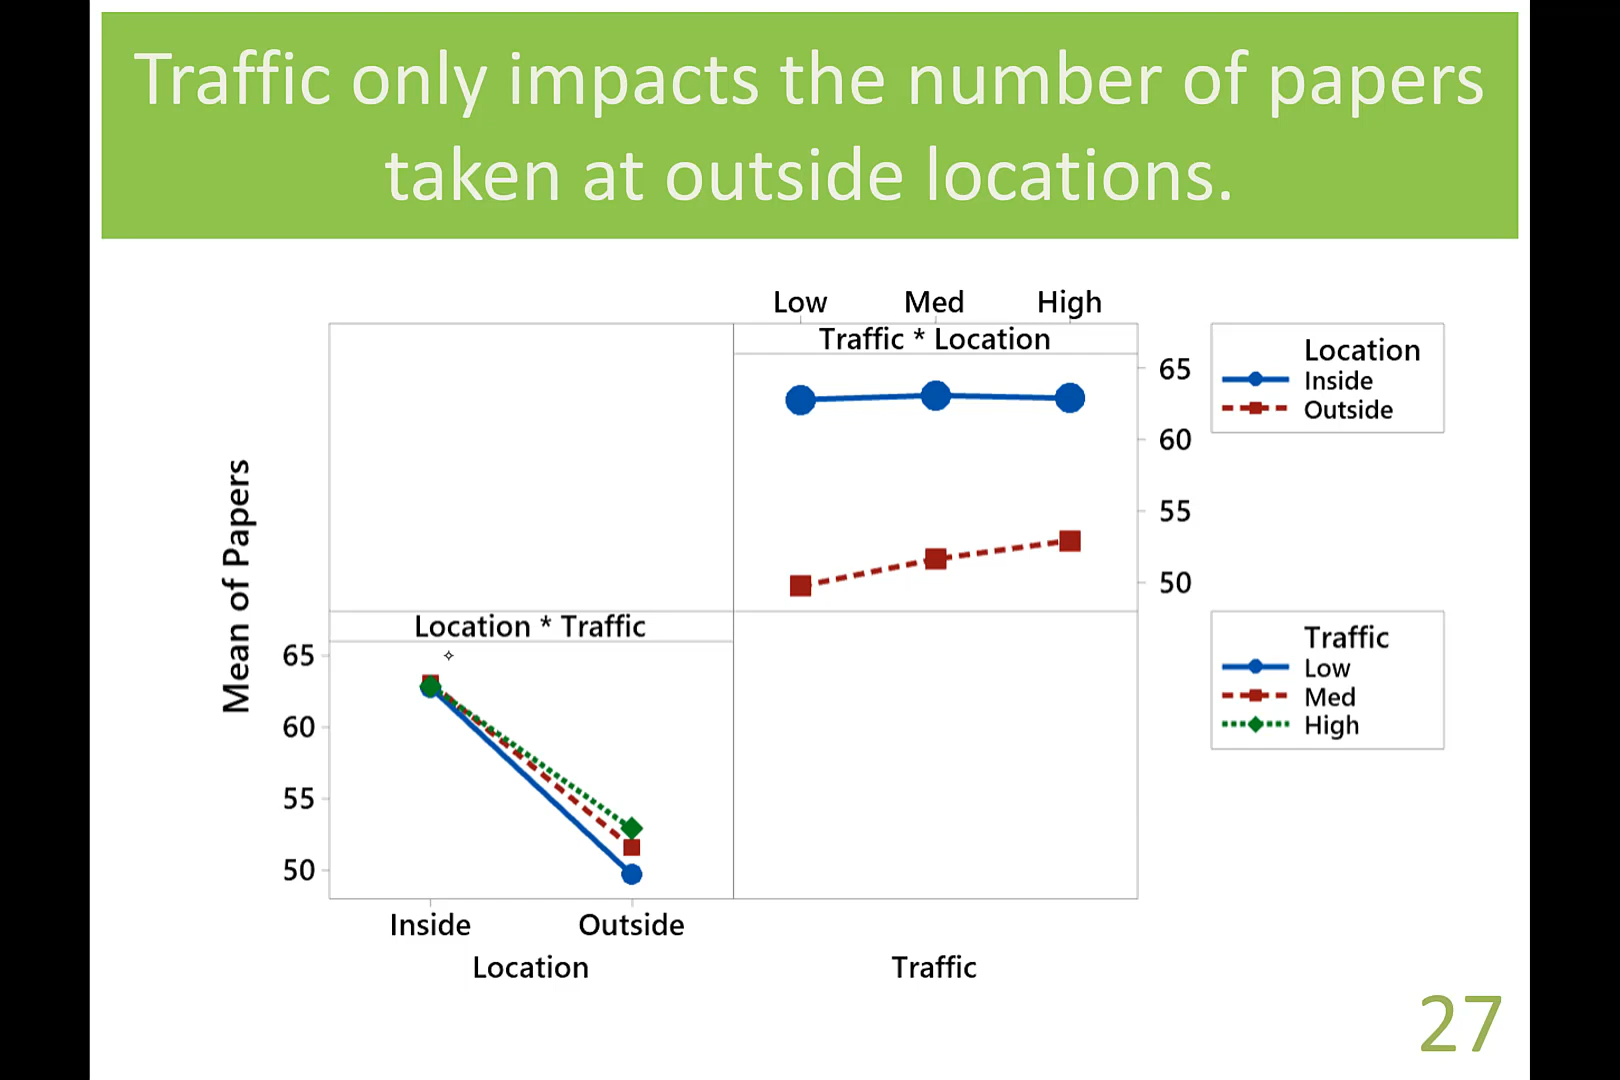 Traffic only impacts the number of papers
taken at outside locations.
Low Med High
Traffic * Location
65
60
55
50
Location
Inside
Outside
Mean of Papers
Location * Traffic
65
60
55
50
Traffic
Low
Med
High
Inside Outside
Location
Traffic
27